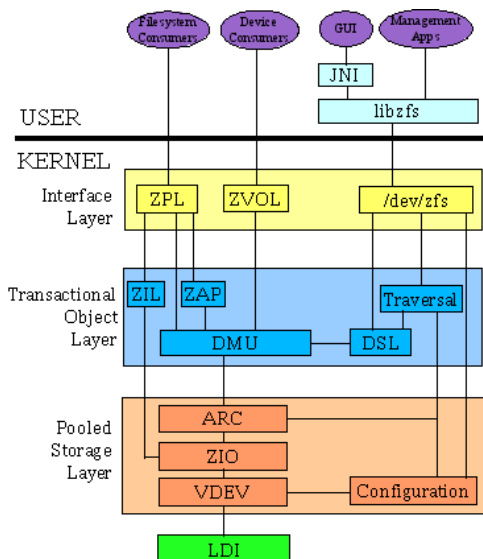 Filesystem
Consumers
Device
Consumers
GUI
Management
Apps
JNI
libzfs
USER
KERNEL
Interface
Layer
ZPL
ZVOL
/dev/zfs
Transactional
Object
Layer
ZIL
ZAP
Traversal
DMU
DSL
Pooled
Storage
Layer
ARC
ZIO
VDEV
Configuration
LDI